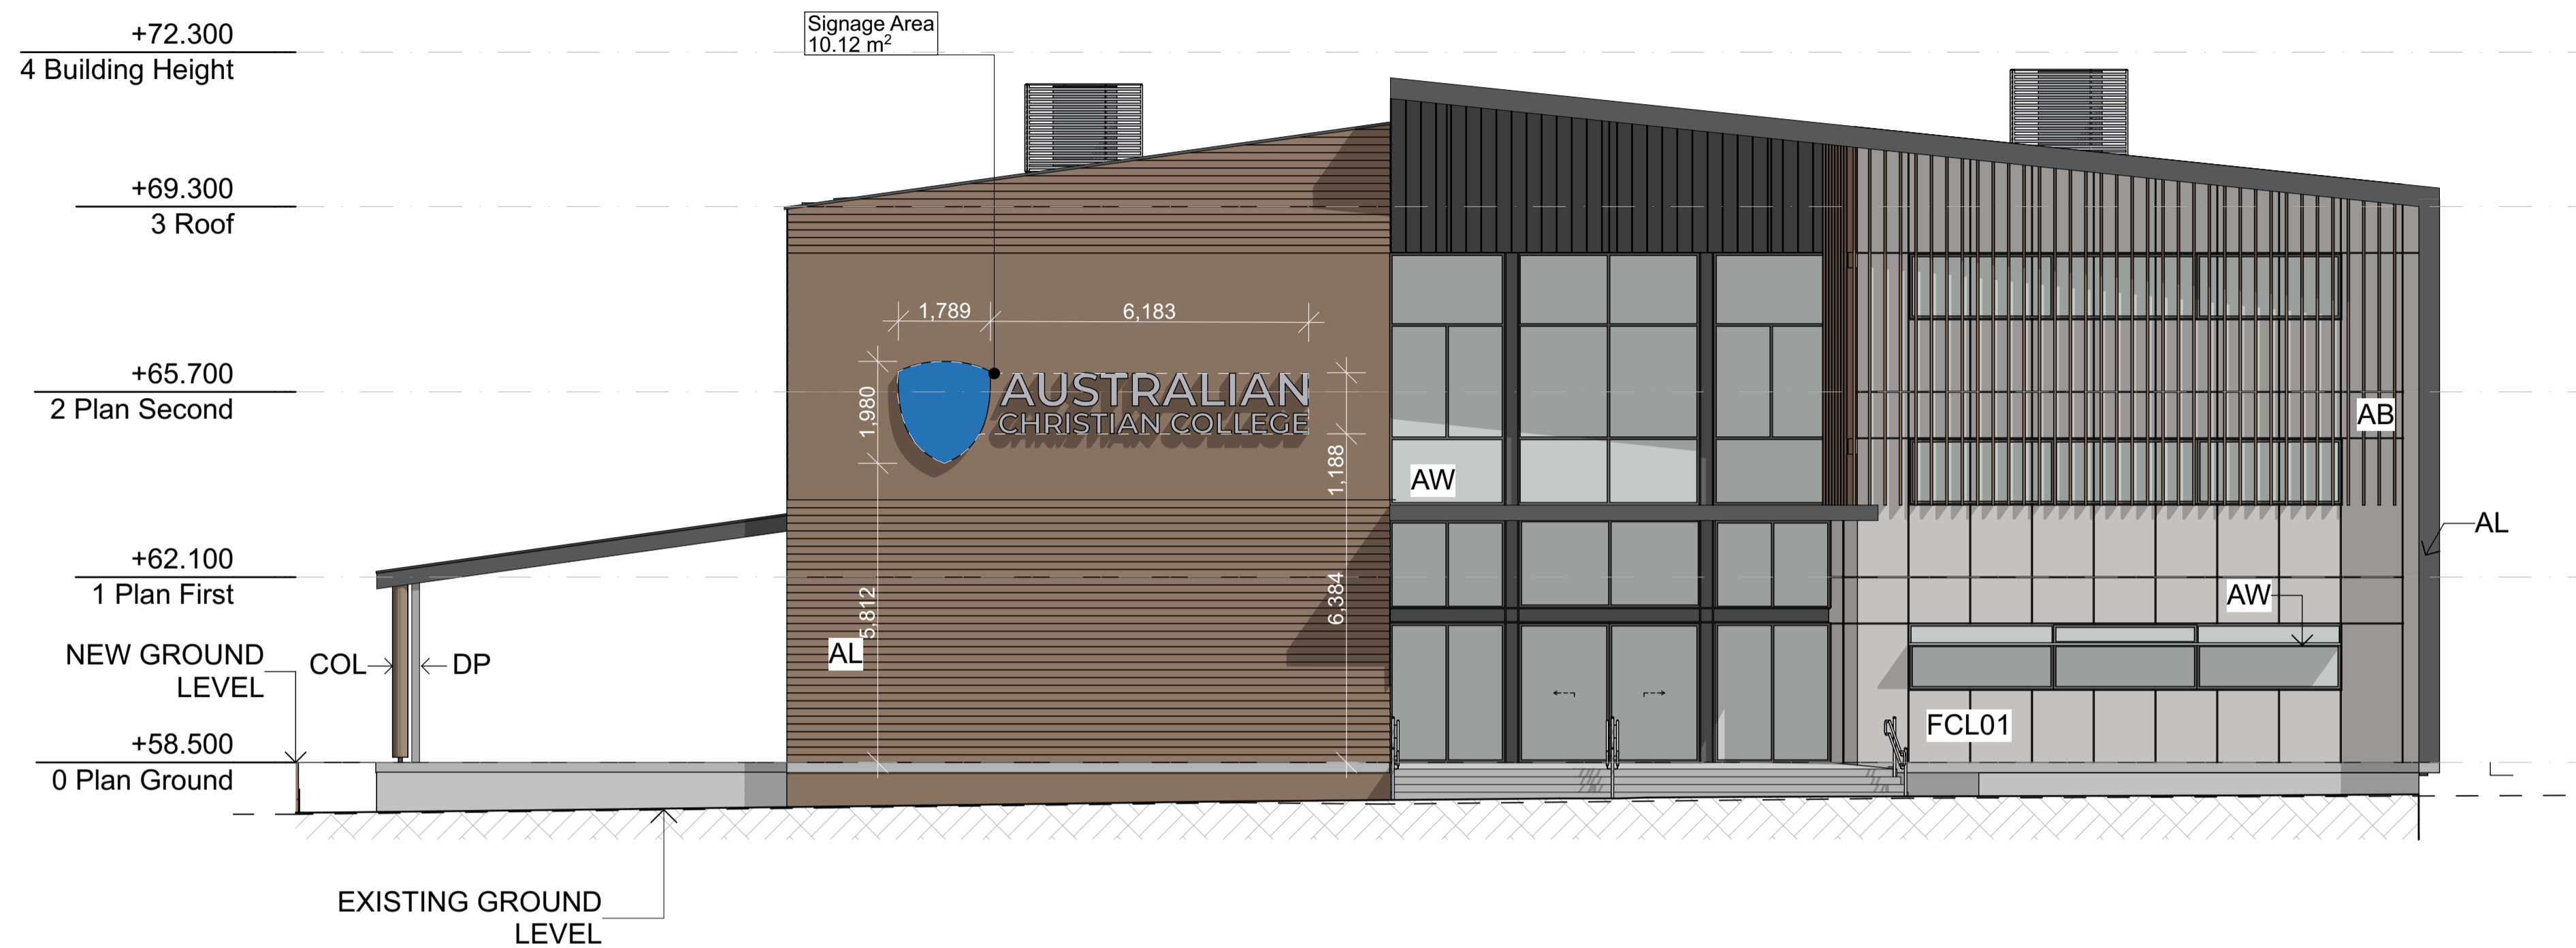 Signage Area
10.12 m²
+72.300
4 Building Height
+69.300
3 Roof
1,789
6,183
+65.700
2 Plan Second
1,980
AUSTRALIAN
CHRISTIAN COLLEGE
CHRISTIAN COLLEGE
AB
1,188
AW
AL
+62.100
1 Plan First
5,812
6,384
AW
AL
NEW GROUND
LEVEL
COL
DP
FCL01
+58.500
0 Plan Ground
EXISTING GROUND
LEVEL